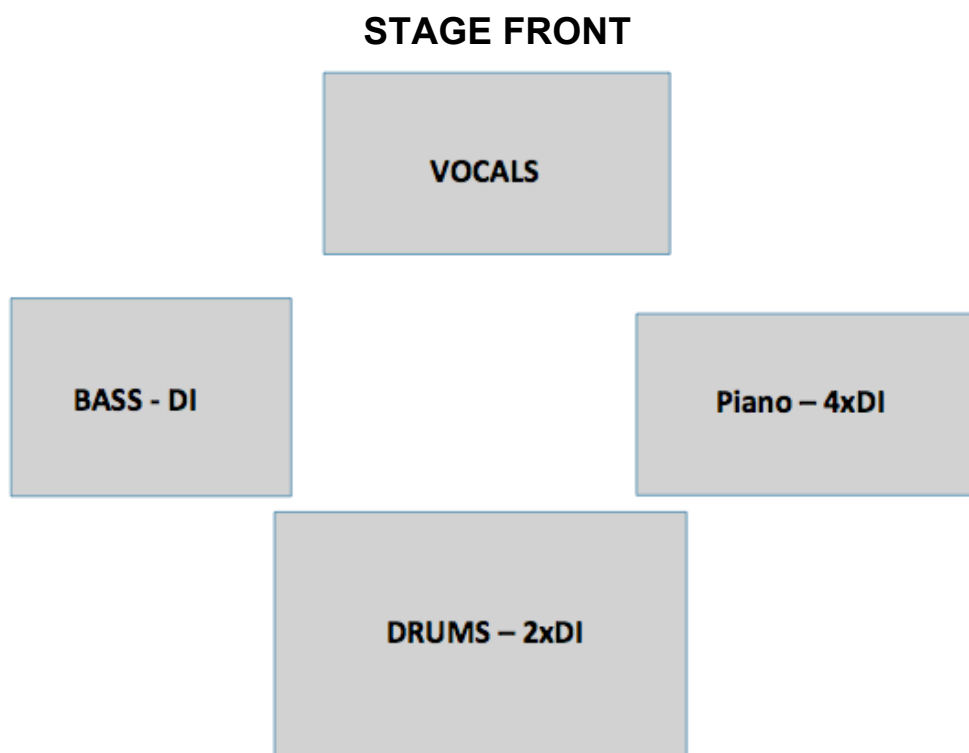 STAGE FRONT
VOCALS
BASS - DI
Piano – 4xDI
DRUMS – 2xDI